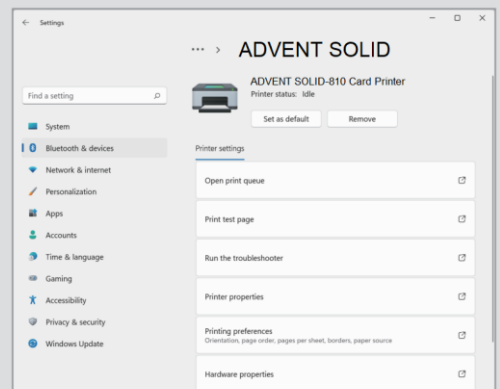 Settings
ADVENT SOLID
ADVENT SOLID-810 Card Printer
Printer status: Idle
Set as default
Remove
Find a setting
System
Bluetooth & devices
Network & internet
Personalization
Apps
Accounts
Time & language
Gaming
Accessibility
Privacy & security
Windows Update
Printer settings
Open print queue
Print test page
Run the troubleshooter
Printer properties
Printing preferences
Orientation, page order, pages per sheet, borders, paper source
Hardware properties